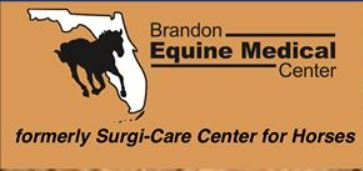 Brandon
Equine Medical
Center
formerly Surgi-Care Center for Horses